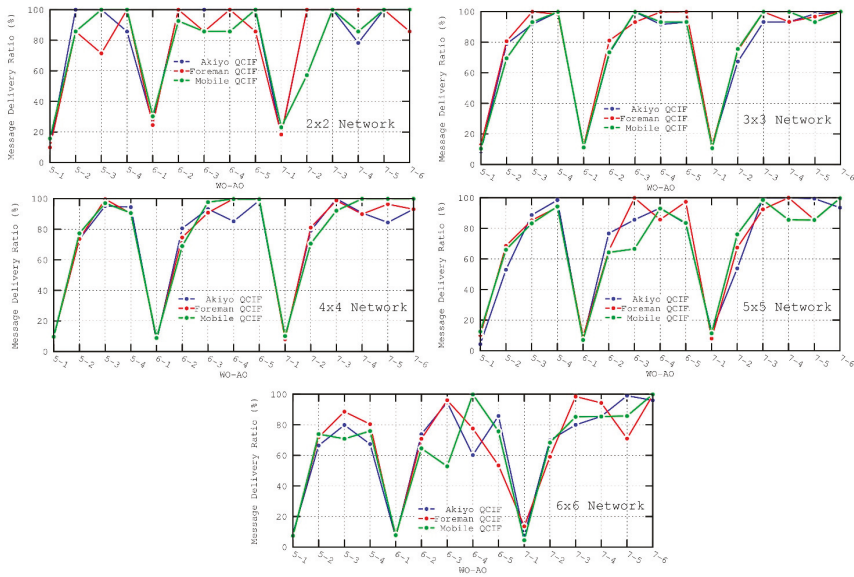 Message Delivery Ratio (%)
100
80
60
40
20
0
Akiyo QCIF
Foreman QCIF
Mobile QCIF
2x2 Network
5-1 5-2 5-3 5-4 6-1 6-2 6-3 6-4 6-5 7-1 7-2 7-3 7-4 7-5 7-6
WO-AO
Message Delivery Ratio (%)
100
80
60
40
20
0
Akiyo QCIF
Foreman QCIF
Mobile QCIF
3x3 Network
5-1 5-2 5-3 5-4 6-1 6-2 6-3 6-4 6-5 7-1 7-2 7-3 7-4 7-5 7-6
WO-AO
Message Delivery Ratio (%)
100
80
60
40
20
0
Akiyo QCIF
Foreman QCIF
Mobile QCIF
4x4 Network
5-1 5-2 5-3 5-4 6-1 6-2 6-3 6-4 6-5 7-1 7-2 7-3 7-4 7-5 7-6
WO-AO
Message Delivery Ratio (%)
100
80
60
40
20
0
Akiyo QCIF
Foreman QCIF
Mobile QCIF
5x5 Network
5-1 5-2 5-3 5-4 6-1 6-2 6-3 6-4 6-5 7-1 7-2 7-3 7-4 7-5 7-6
WO-AO
Message Delivery Ratio (%)
100
80
60
40
20
0
Akiyo QCIF
Foreman QCIF
Mobile QCIF
6x6 Network
5-1 5-2 5-3 5-4 6-1 6-2 6-3 6-4 6-5 7-1 7-2 7-3 7-4 7-5 7-6
WO-AO